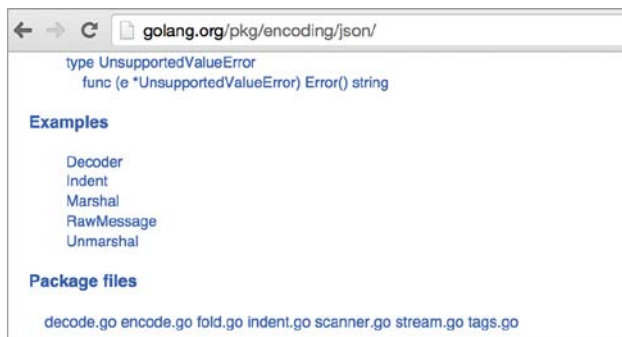 golang.org/pkg/encoding/json/
type UnsupportedValueError
func (e *UnsupportedValueError) Error() string
Examples
Decoder
Indent
Marshal
RawMessage
Unmarshal
Package files
decode.go encode.go fold.go indent.go scanner.go stream.go tags.go